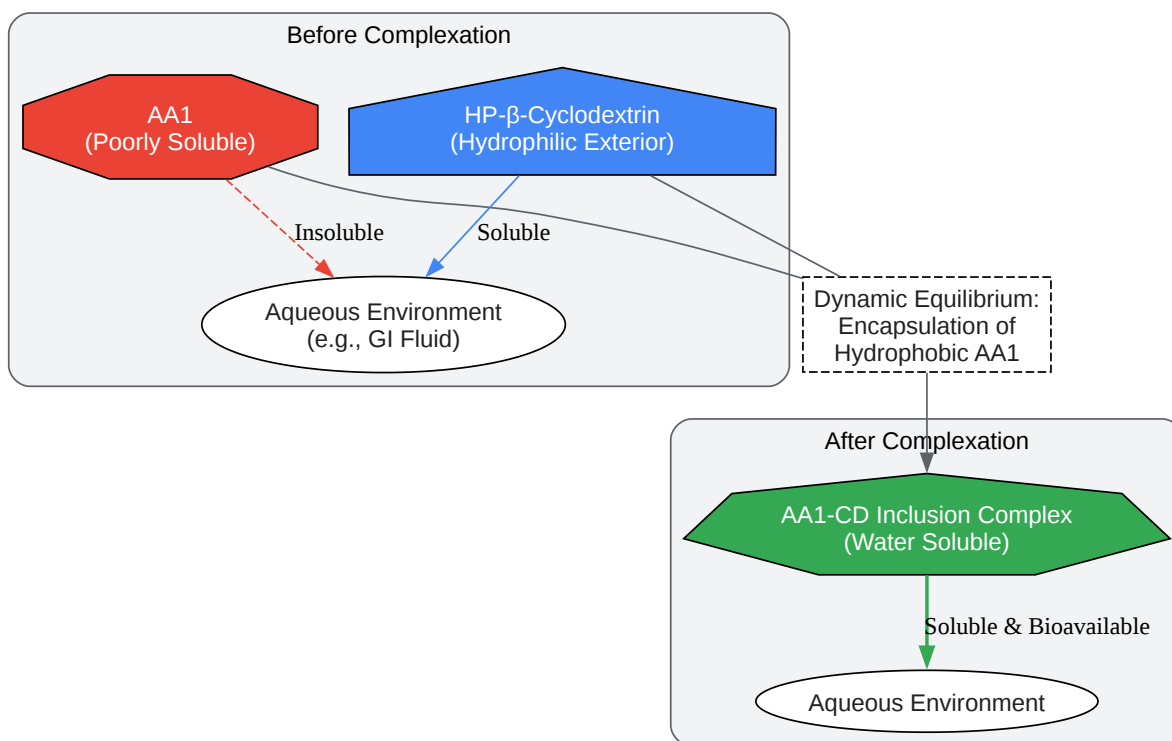 Before Complexation
AA1
(Poorly Soluble)
HP-β-Cyclodextrin
(Hydrophilic Exterior)
Insoluble
Soluble
Aqueous Environment
(e.g., GI Fluid)
Dynamic Equilibrium:
Encapsulation of
Hydrophobic AA1
After Complexation
AA1-CD Inclusion Complex
(Water Soluble)
Soluble & Bioavailable
Aqueous Environment